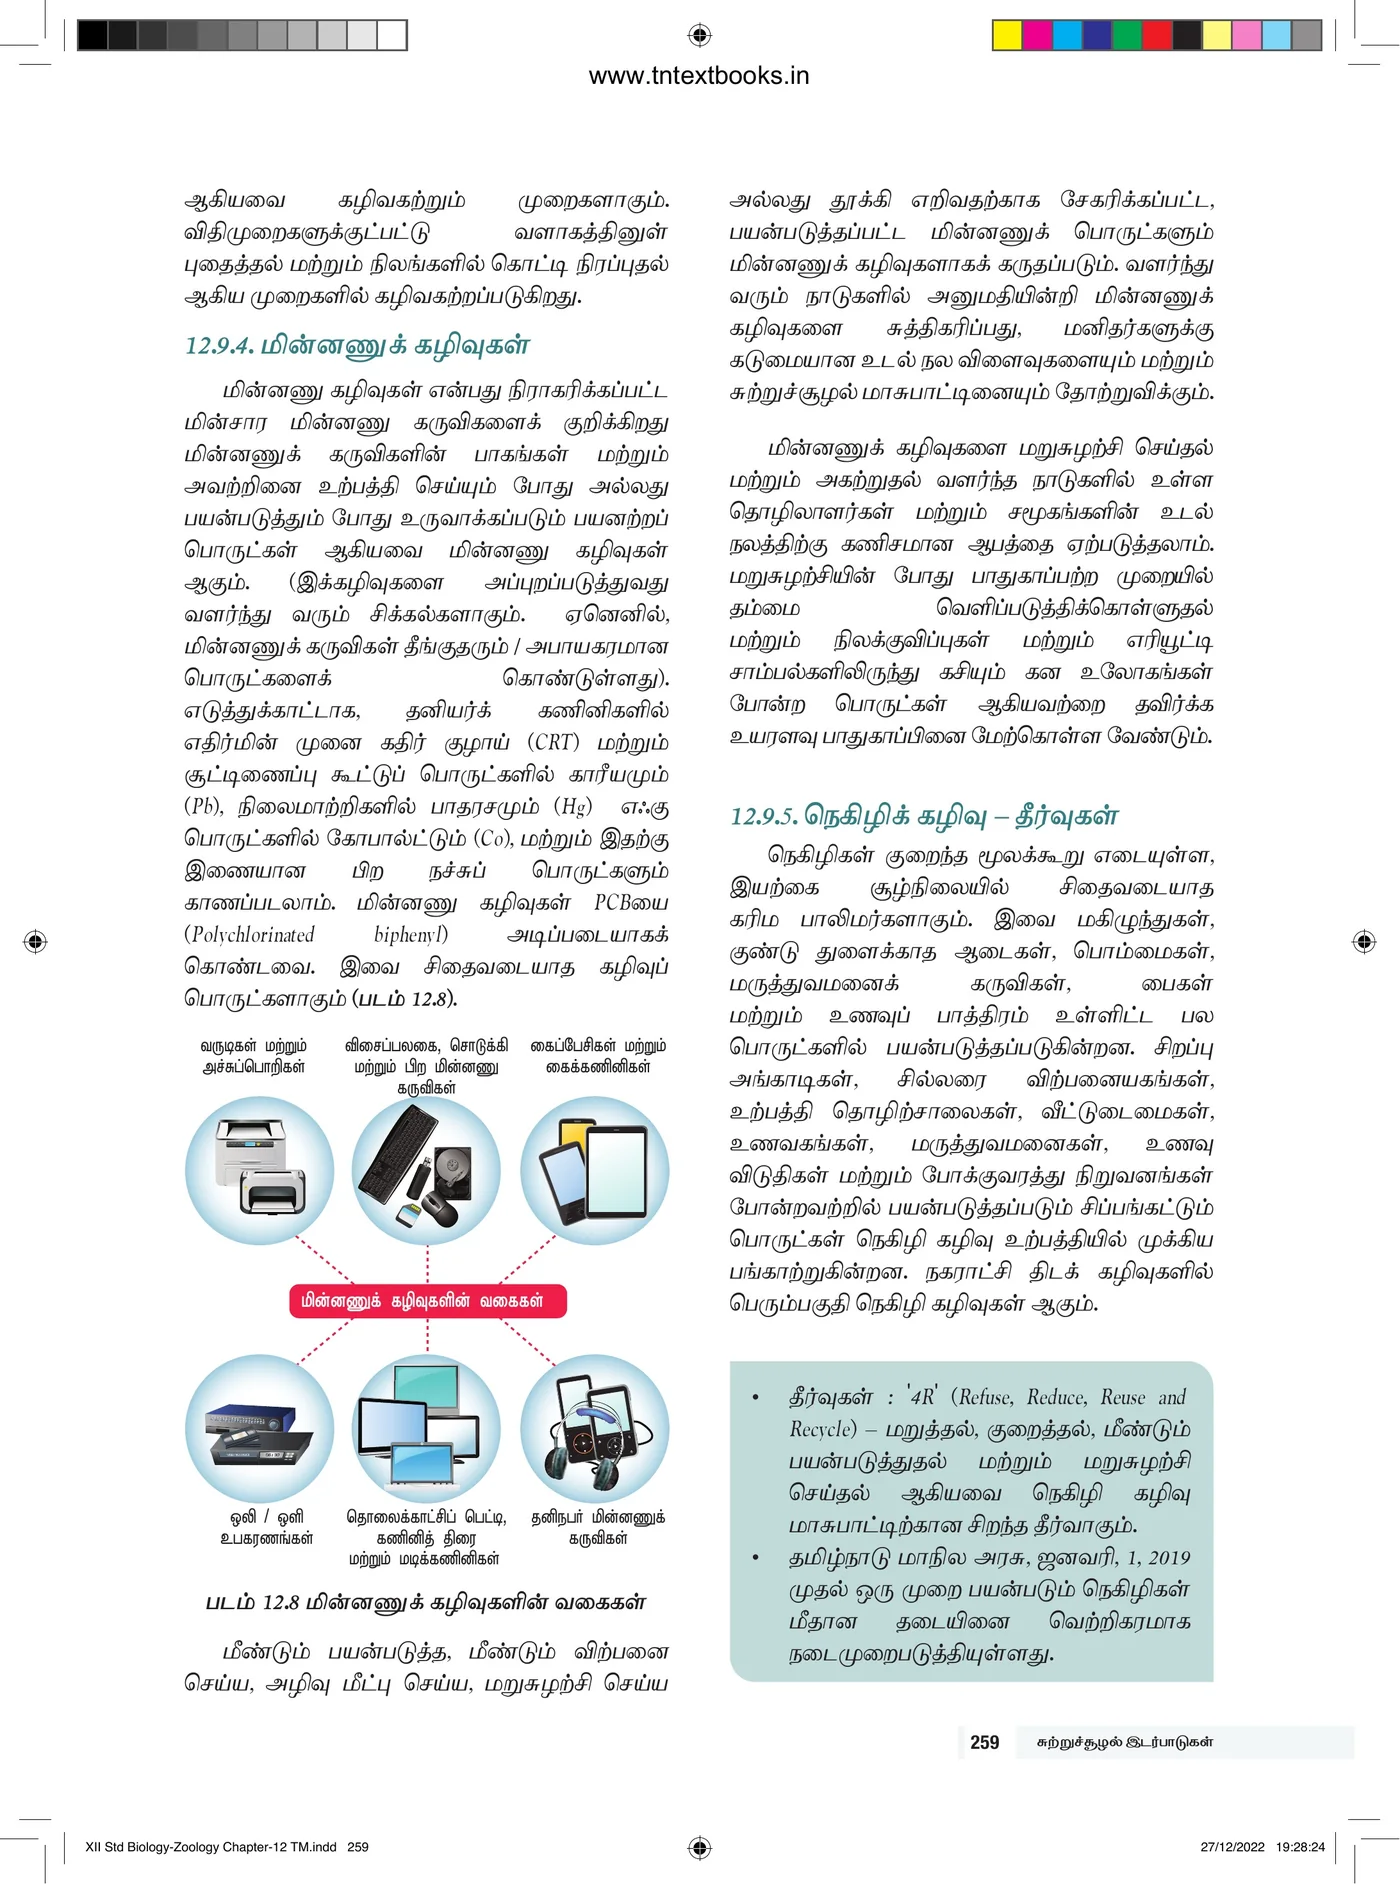 www.tntextbooks.in
ஆகியவை கழிவகற்றும் முறைகளாகும்.
விதிமுறைகளுக்குட்பட்டு வளாகத்தினுள்
புதைத்தல் மற்றும் நிலங்களில் கொட்டி நிரப்புதல்
ஆகிய முறைகளில் கழிவகற்றப்படுகிறது.
12.9.4. மின்னணுக் கழிவுகள்
மின்னணு கழிவுகள் என்பது நிராகரிக்கப்பட்ட
மின்சார மின்னணு கருவிகளைக் குறிக்கிறது
மின்னணுக் கருவிகளின் பாகங்கள் மற்றும்
அவற்றினை உற்பத்தி செய்யும் போது அல்லது
பயன்படுத்தும் போது உருவாக்கப்படும் பயனற்றப்
பொருட்கள் ஆகியவை மின்னணு கழிவுகள்
ஆகும். (இக்கழிவுகளை அப்புறப்படுத்துவது
வளர்ந்து வரும் சிக்கல்களாகும். ஏனெனில்,
மின்னணுக் கருவிகள் தீங்குதரும் / அபாயகரமான
பொருட்களைக் கொண்டுள்ளது).
எடுத்துக்காட்டாக, தனியர்க் கணினிகளில்
எதிர்மின் முனை கதிர் குழாய் (CRT) மற்றும்
சூட்டிணைப்பு கூட்டுப் பொருட்களில் காரீயமும்
(Pb), நிலைமாற்றிகளில் பாதரசமும் (Hg) எஃகு
பொருட்களில் கோபால்ட்டும் (Co), மற்றும் இதற்கு
இணையான பிற நச்சுப் பொருட்களும்
காணப்படலாம். மின்னணு கழிவுகள் PCBயை
(Polychlorinated biphenyl) அடிப்படையாகக்
கொண்டவை. இவை சிதைவடையாத கழிவுப்
பொருட்களாகும் (படம் 12.8).
வருடிகள் மற்றும்
அச்சுப்பொறிகள்
விசைப்பலகை, சொடுக்கி
மற்றும் பிற மின்னணு
கருவிகள்
கைப்பேசிகள் மற்றும்
கைக்கணினிகள்
மின்னணுக் கழிவுகளின் வகைகள்
ஒலி / ஒளி
உபகரணங்கள்
தொலைக்காட்சிப் பெட்டி,
கணினித் திரை
மற்றும் மடிக்கணினிகள்
தனிநபர் மின்னணுக்
கருவிகள்
படம் 12.8 மின்னணுக் கழிவுகளின் வகைகள்
மீண்டும் பயன்படுத்த, மீண்டும் விற்பனை
செய்ய, அழிவு மீட்பு செய்ய, மறுசுழற்சி செய்ய
அல்லது தூக்கி எறிவதற்காக சேகரிக்கப்பட்ட,
பயன்படுத்தப்பட்ட மின்னணுக் பொருட்களும்
மின்னணுக் கழிவுகளாகக் கருதப்படும். வளர்ந்து
வரும் நாடுகளில் அனுமதியின்றி மின்னணுக்
கழிவுகளை சுத்திகரிப்பது, மனிதர்களுக்கு
கடுமையான உடல் நல விளைவுகளையும் மற்றும்
சுற்றுச்சூழல் மாசுபாட்டினையும் தோற்றுவிக்கும்.
மின்னணுக் கழிவுகளை மறுசுழற்சி செய்தல்
மற்றும் அகற்றுதல் வளர்ந்த நாடுகளில் உள்ள
தொழிலாளர்கள் மற்றும் சமூகங்களின் உடல்
நலத்திற்கு கணிசமான ஆபத்தை ஏற்படுத்தலாம்.
மறுசுழற்சியின் போது பாதுகாப்பற்ற முறையில்
தம்மை வெளிப்படுத்திக்கொள்ளுதல்
மற்றும் நிலக்குவிப்புகள் மற்றும் எரியூட்டி
சாம்பல்களிலிருந்து கசியும் கன உலோகங்கள்
போன்ற பொருட்கள் ஆகியவற்றை தவிர்க்க
உயரளவு பாதுகாப்பினை மேற்கொள்ள வேண்டும்.
12.9.5. நெகிழிக் கழிவு – தீர்வுகள்
நெகிழிகள் குறைந்த மூலக்கூறு எடையுள்ள,
இயற்கை சூழ்நிலையில் சிதைவடையாத
கரிம பாலிமர்களாகும். இவை மகிழுந்துகள்,
குண்டு துளைக்காத ஆடைகள், பொம்மைகள்,
மருத்துவமனைக் கருவிகள், பைகள்
மற்றும் உணவுப் பாத்திரம் உள்ளிட்ட பல
பொருட்களில் பயன்படுத்தப்படுகின்றன. சிறப்பு
அங்காடிகள், சில்லரை விற்பனையகங்கள்,
உற்பத்தி தொழிற்சாலைகள், வீட்டுடைமைகள்,
உணவகங்கள், மருத்துவமனைகள், உணவு
விடுதிகள் மற்றும் போக்குவரத்து நிறுவனங்கள்
போன்றவற்றில் பயன்படுத்தப்படும் சிப்பங்கட்டும்
பொருட்கள் நெகிழி கழிவு உற்பத்தியில் முக்கிய
பங்காற்றுகின்றன. நகராட்சி திடக் கழிவுகளில்
பெரும்பகுதி நெகிழி கழிவுகள் ஆகும்.
• தீர்வுகள் : '4R' (Refuse, Reduce, Reuse and
Recycle) – மறுத்தல், குறைத்தல், மீண்டும்
பயன்படுத்துதல் மற்றும் மறுசுழற்சி
செய்தல் ஆகியவை நெகிழி கழிவு
மாசுபாட்டிற்கான சிறந்த தீர்வாகும்.
• தமிழ்நாடு மாநில அரசு, ஜனவரி, 1, 2019
முதல் ஒரு முறை பயன்படும் நெகிழிகள்
மீதான தடையினை வெற்றிகரமாக
நடைமுறைபடுத்தியுள்ளது.
259 சுற்றுச்சூழல் இடர்பாடுகள்
XII Std Biology-Zoology Chapter-12 TM.indd 259
27/12/2022 19:28:24